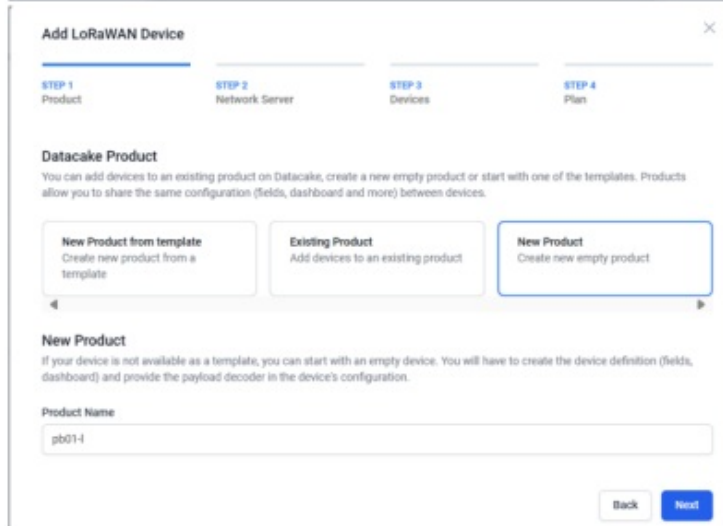 Add LoRaWAN Device
STEP 1
Product
STEP 2
Network Server
STEP 3
Devices
STEP 4
Plan
Datacake Product
You can add devices to an existing product on Datacake, create a new empty product or start with one of the templates. Products
allow you to share the same configuration (fields, dashboard and more) between devices.
New Product from template
Create new product from a
template
Existing Product
Add devices to an existing product
New Product
Create new empty product
New Product
If your device is not available as a template, you can start with an empty device. You will have to create the device definition (fields,
dashboard) and provide the payload decoder in the device's configuration.
Product Name
pb01-l
Back
Next